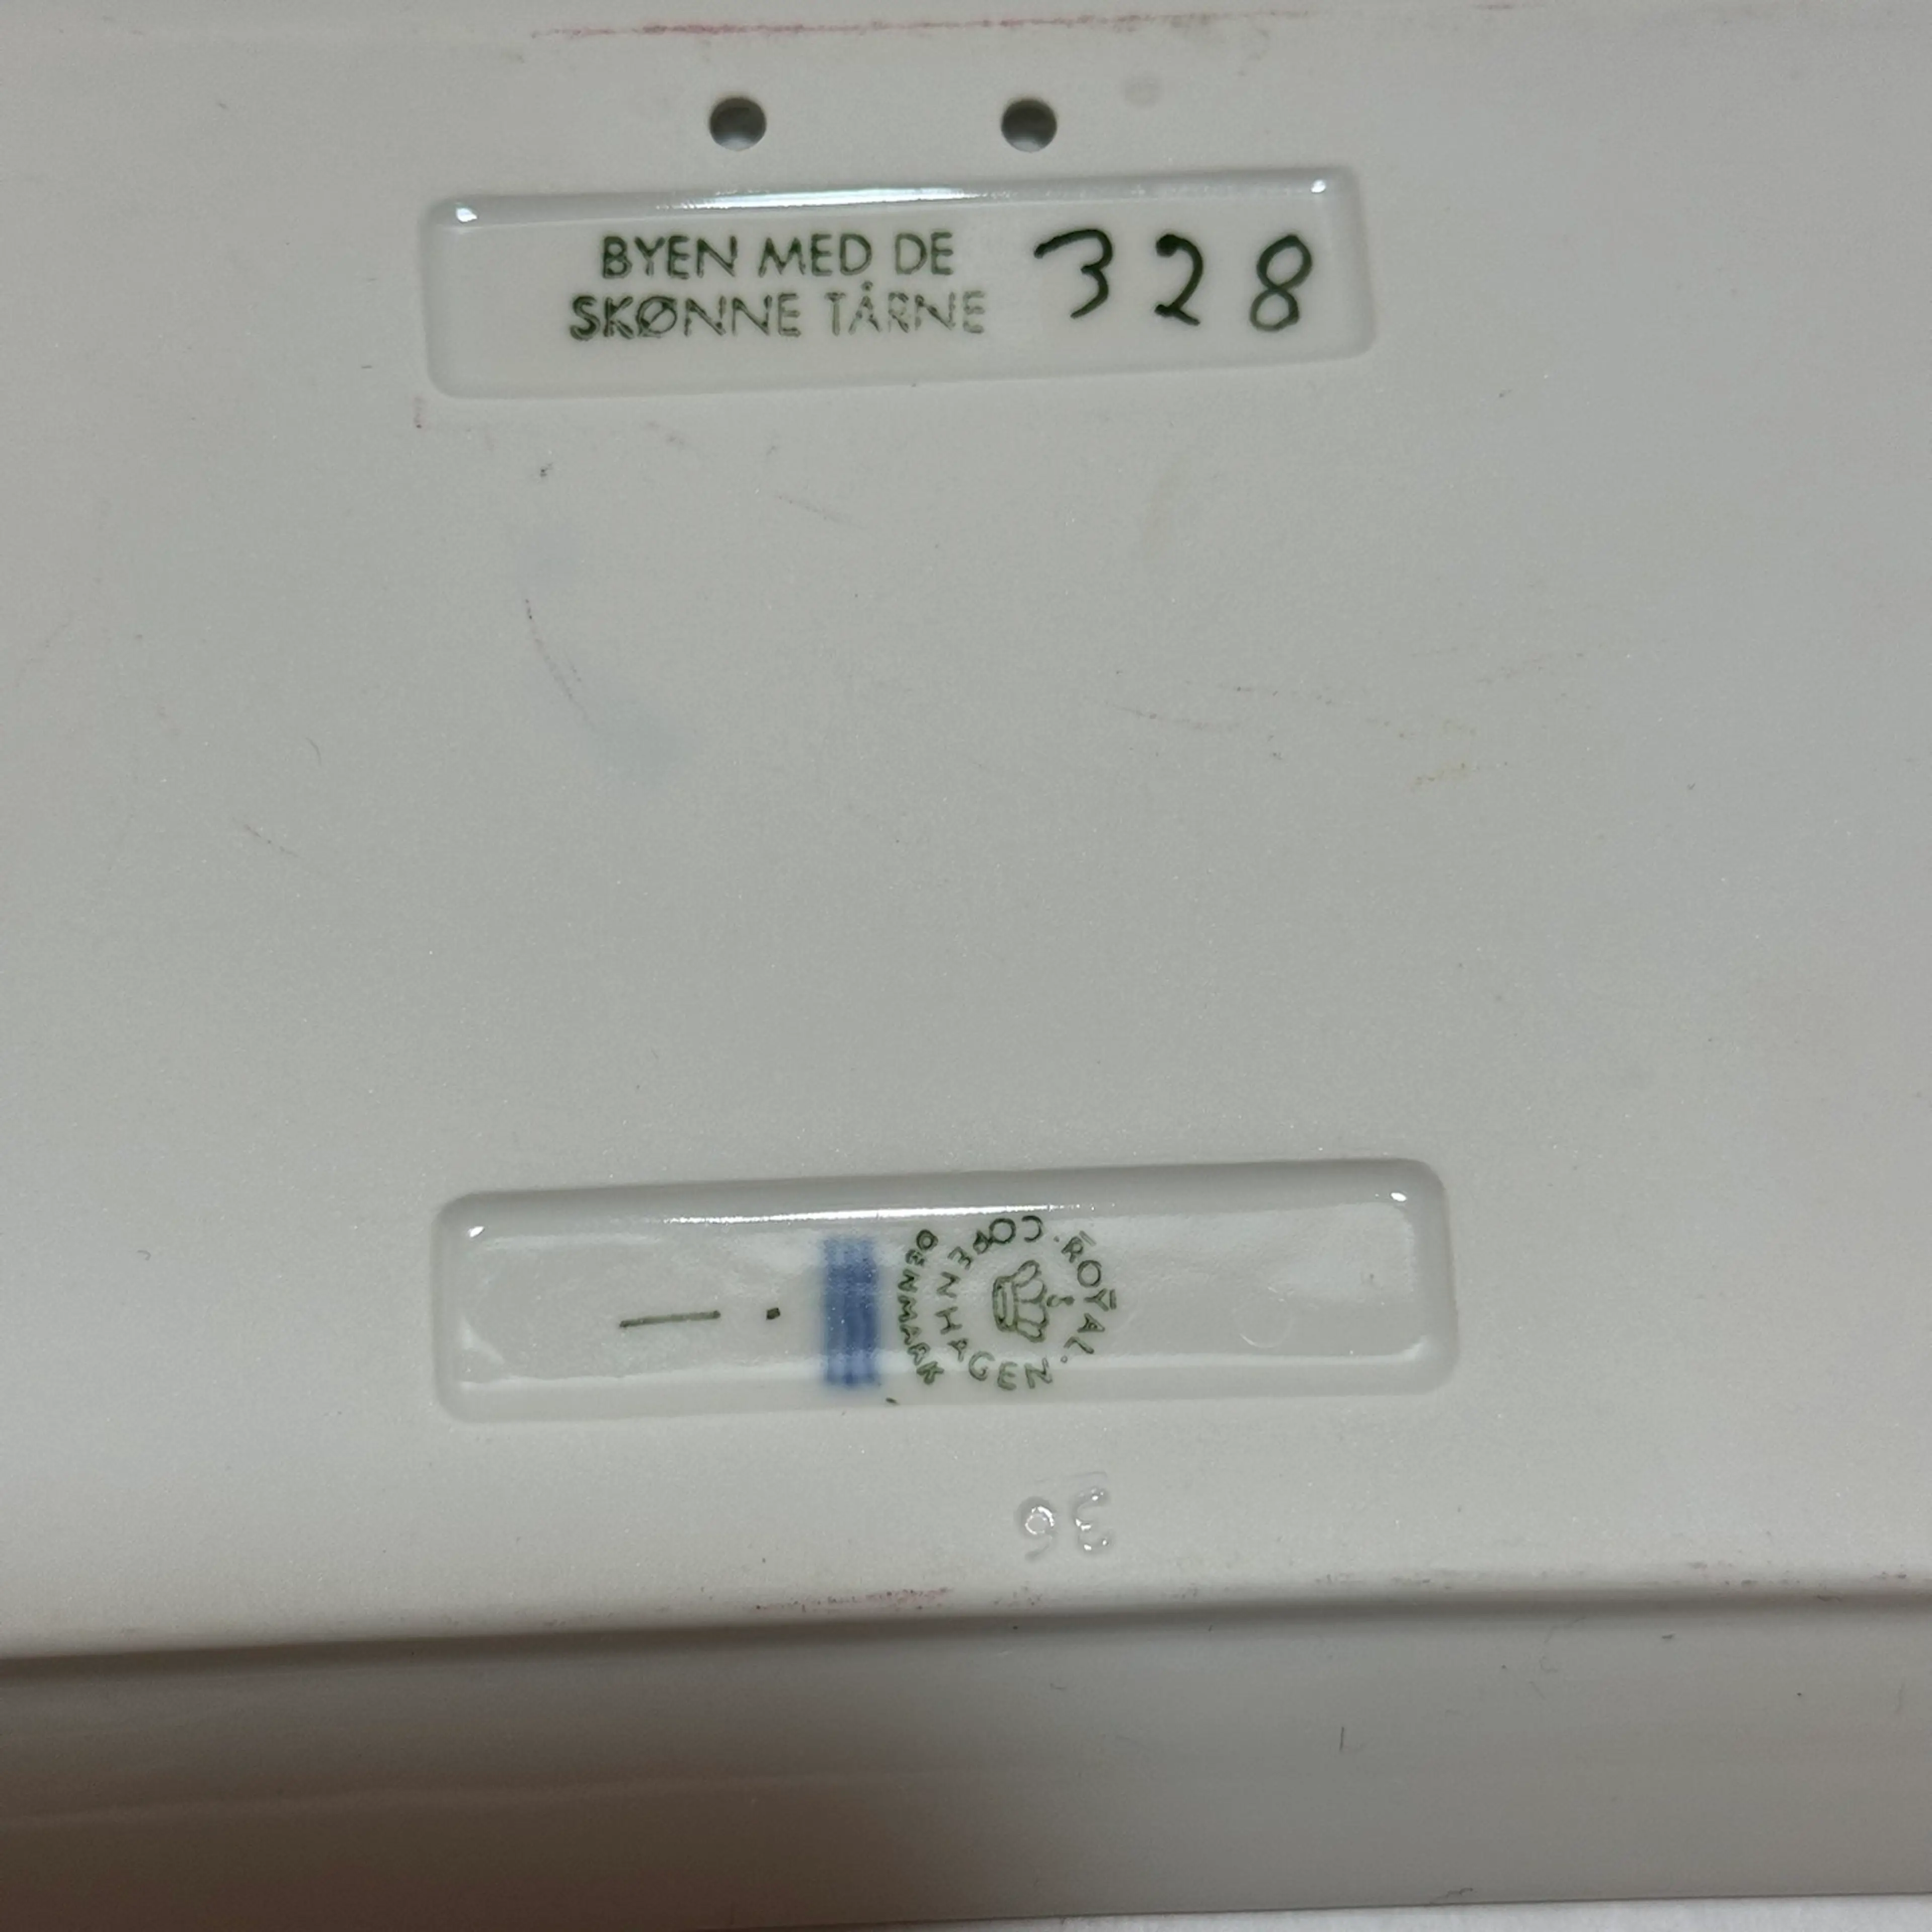 BYEN MED DE
SKØNNE TÅRNE
328
ROYAL
COPENHAGEN
DENMARK
36